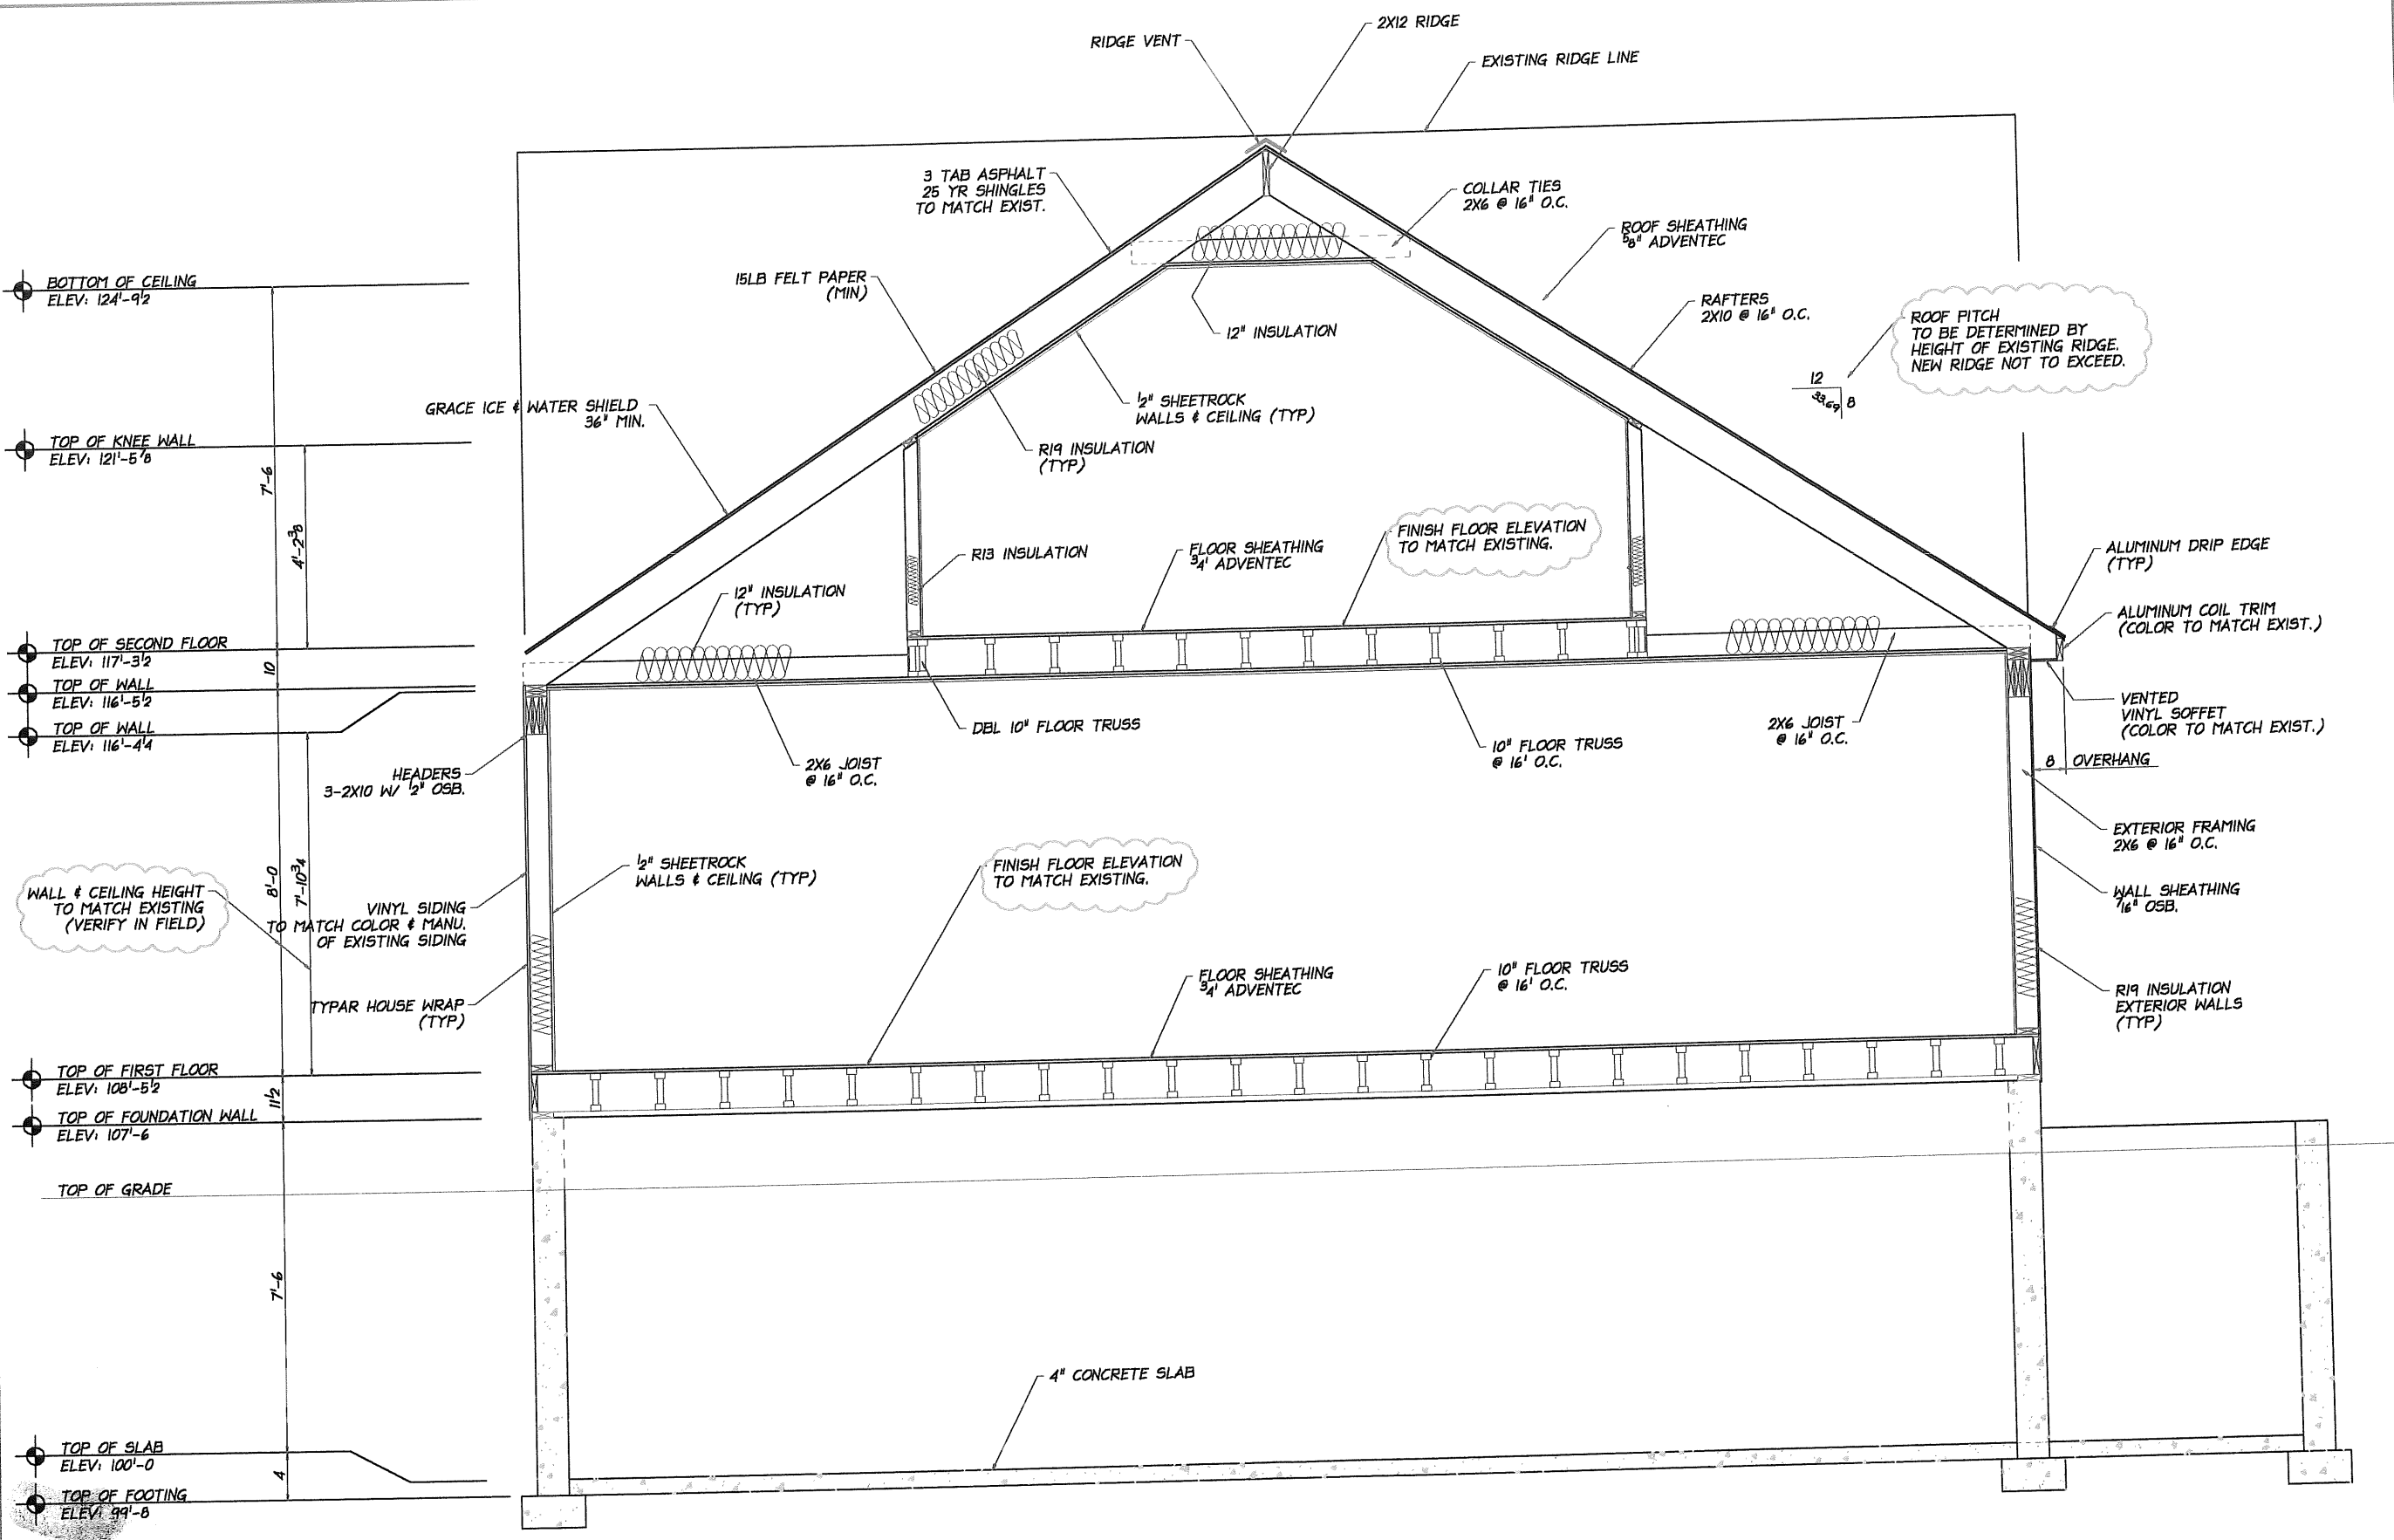 RIDGE VENT
2X12 RIDGE
EXISTING RIDGE LINE
3 TAB ASPHALT
25 YR SHINGLES
TO MATCH EXIST.
COLLAR TIES
2X6 @ 16" O.C.
ROOF SHEATHING
5/8" ADVENTEC
15LB FELT PAPER
(MIN)
12" INSULATION
RAFTERS
2X10 @ 16" O.C.
ROOF PITCH
TO BE DETERMINED BY
HEIGHT OF EXISTING RIDGE.
NEW RIDGE NOT TO EXCEED.
12
33.69
8
BOTTOM OF CEILING
ELEV: 124'-9 1/2
GRACE ICE & WATER SHIELD
36" MIN.
1/2" SHEETROCK
WALLS & CEILING (TYP)
R19 INSULATION
(TYP)
TOP OF KNEE WALL
ELEV: 121'-5 7/8
7'-6
4'-2 3/8
R13 INSULATION
FLOOR SHEATHING
3/4' ADVENTEC
FINISH FLOOR ELEVATION
TO MATCH EXISTING.
ALUMINUM DRIP EDGE
(TYP)
12" INSULATION
(TYP)
ALUMINUM COIL TRIM
(COLOR TO MATCH EXIST.)
TOP OF SECOND FLOOR
ELEV: 117'-3 1/2
10
TOP OF WALL
ELEV: 116'-5 1/2
TOP OF WALL
ELEV: 116'-4 1/4
VENTED
VINYL SOFFET
(COLOR TO MATCH EXIST.)
DBL 10" FLOOR TRUSS
2X6 JOIST
@ 16" O.C.
10" FLOOR TRUSS
@ 16' O.C.
2X6 JOIST
@ 16" O.C.
8 OVERHANG
HEADERS
3-2X10 W/ 1/2" OSB.
EXTERIOR FRAMING
2X6 @ 16" O.C.
WALL & CEILING HEIGHT
TO MATCH EXISTING
(VERIFY IN FIELD)
8'-0
7'-10 3/4
VINYL SIDING
TO MATCH COLOR & MANU.
OF EXISTING SIDING
1/2" SHEETROCK
WALLS & CEILING (TYP)
FINISH FLOOR ELEVATION
TO MATCH EXISTING.
WALL SHEATHING
7/16" OSB.
TYPAR HOUSE WRAP
(TYP)
FLOOR SHEATHING
3/4' ADVENTEC
10" FLOOR TRUSS
@ 16' O.C.
R19 INSULATION
EXTERIOR WALLS
(TYP)
TOP OF FIRST FLOOR
ELEV: 108'-5 1/2
11 1/2
TOP OF FOUNDATION WALL
ELEV: 107'-6
TOP OF GRADE
7'-6
4" CONCRETE SLAB
TOP OF SLAB
ELEV: 100'-0
4
TOP OF FOOTING
ELEV: 99'-8